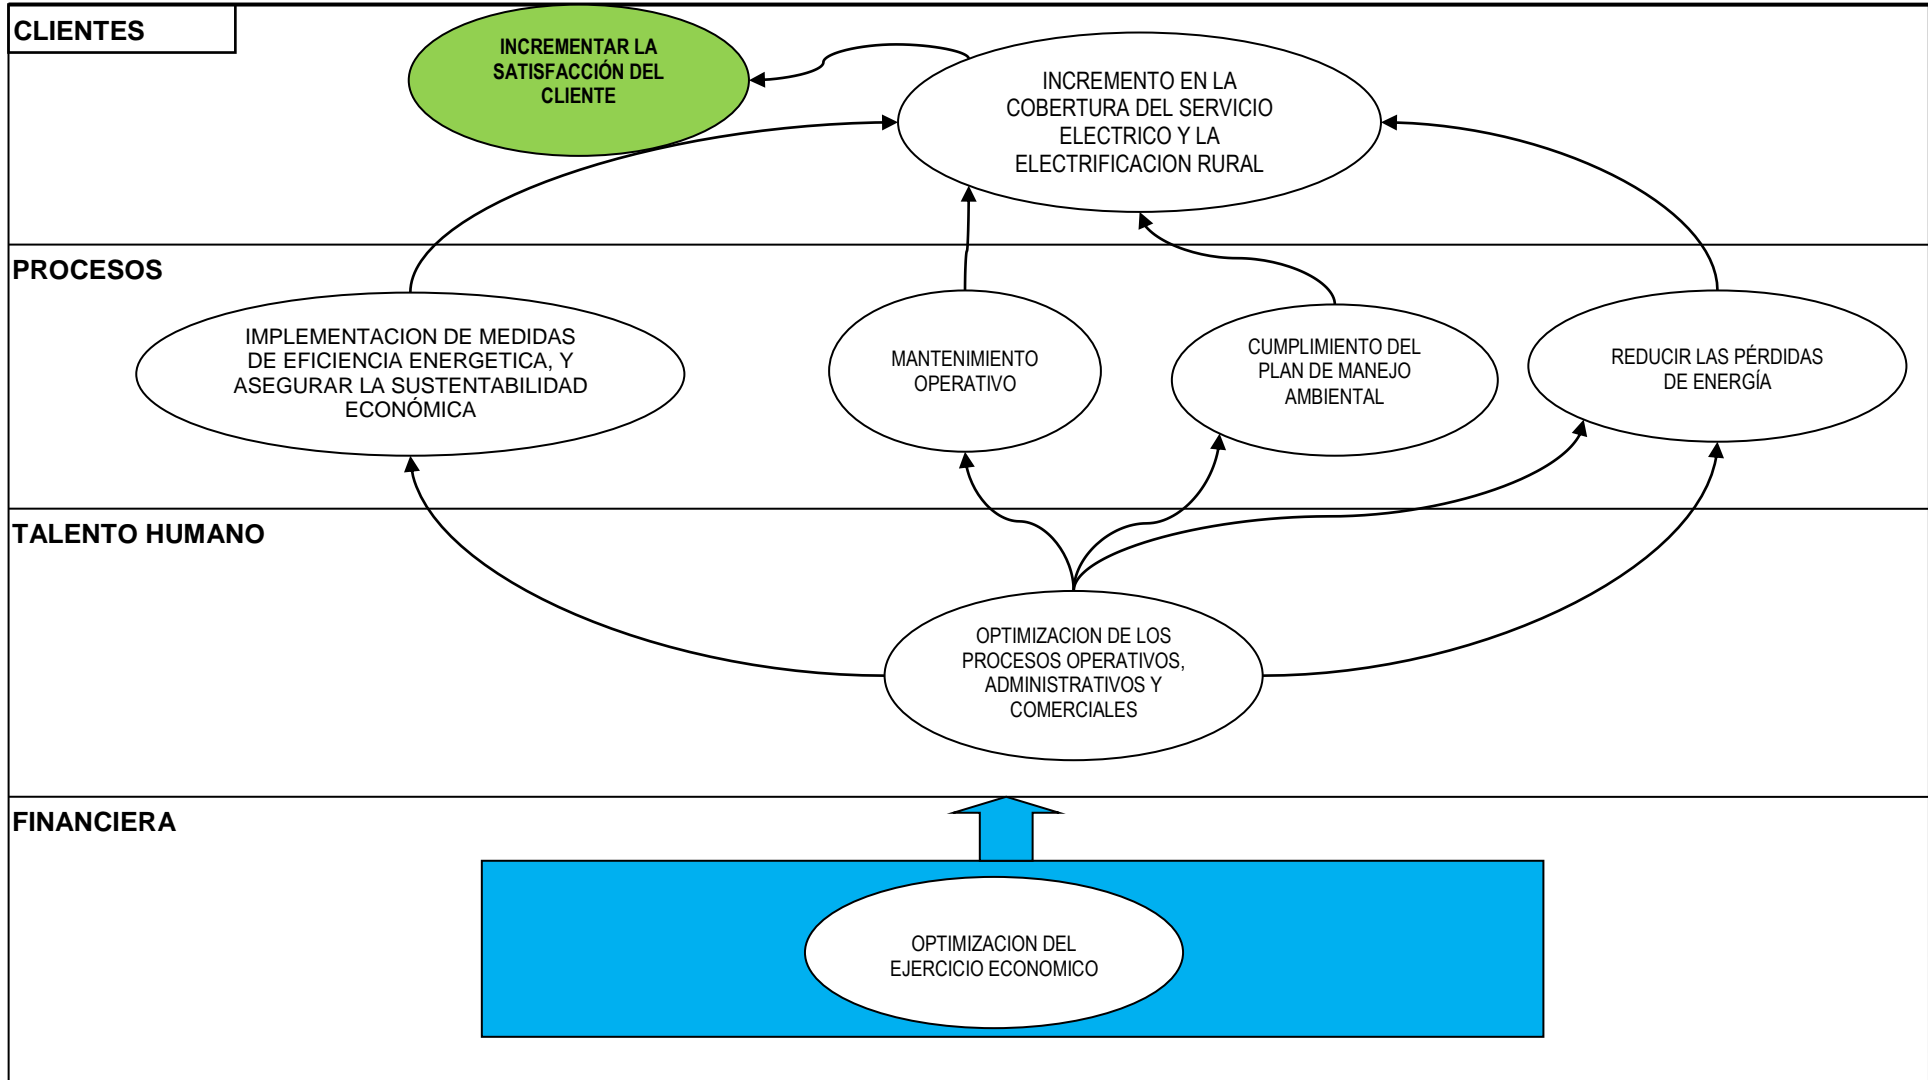 CLIENTES
INCREMENTAR LA
SATISFACCIÓN DEL
CLIENTE
INCREMENTO EN LA
COBERTURA DEL SERVICIO
ELECTRICO Y LA
ELECTRIFICACION RURAL
PROCESOS
IMPLEMENTACION DE MEDIDAS
DE EFICIENCIA ENERGETICA, Y
ASEGURAR LA SUSTENTABILIDAD
ECONÓMICA
MANTENIMIENTO
OPERATIVO
CUMPLIMIENTO DEL
PLAN DE MANEJO
AMBIENTAL
REDUCIR LAS PÉRDIDAS
DE ENERGÍA
TALENTO HUMANO
OPTIMIZACION DE LOS
PROCESOS OPERATIVOS,
ADMINISTRATIVOS Y
COMERCIALES
FINANCIERA
OPTIMIZACION DEL
EJERCICIO ECONOMICO